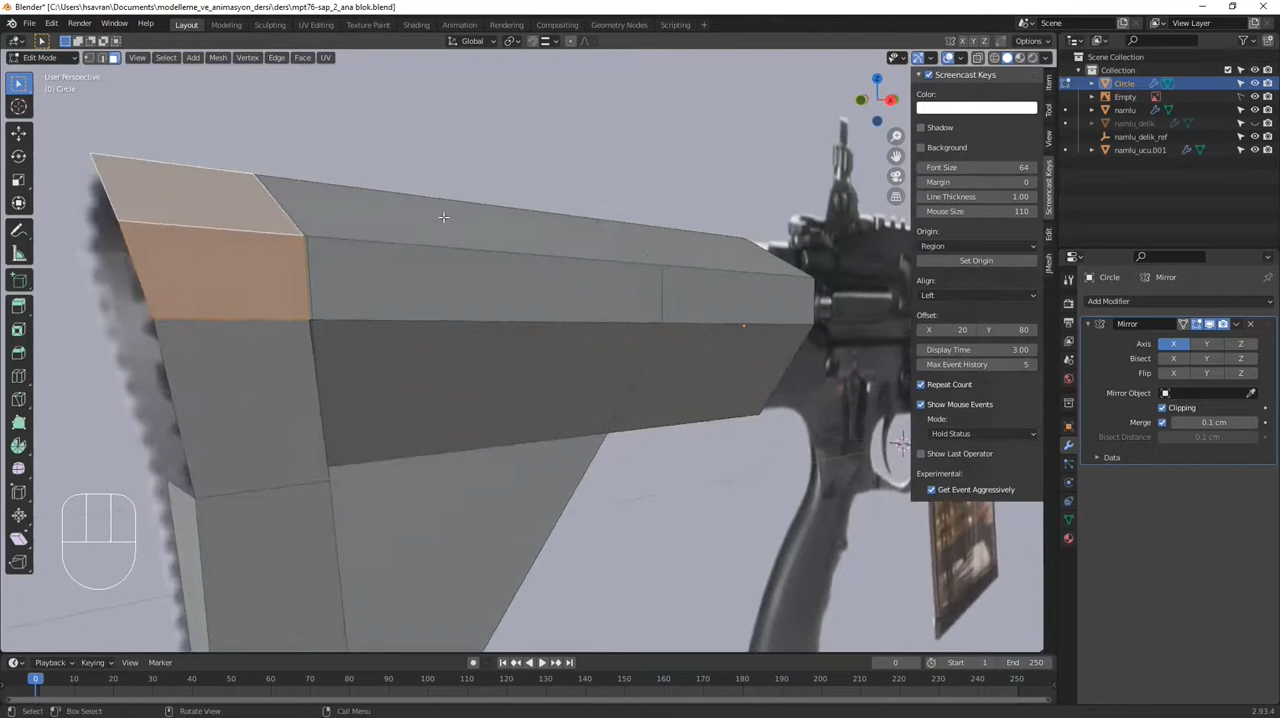 Blender* [C:\Users\hsavran\Documents\modelleme_ve_animasyon_dersi\ders\mpt76-sap_2_ana blok.blend]
File Edit Render Window Help Layout Modeling Sculpting UV Editing Texture Paint Shading Animation Rendering Compositing Geometry Nodes Scripting + Scene View Layer
Global X Y Z Options
Edit Mode View Select Add Mesh Vertex Edge Face UV
User Perspective
(0) Circle
Z
X
Screencast Keys
Color:
Shadow
Background
Font Size 64
Margin 0
Line Thickness 1.00
Mouse Size 110
Origin:
Region
Set Origin
Align:
Left
Offset:
X 20 Y 80
Display Time 3.00
Max Event History 5
Repeat Count
Show Mouse Events
Mode:
Hold Status
Show Last Operator
Experimental:
Get Event Aggressively
Item
Tool
View
Screencast Keys
Edit
JMesh
Scene Collection
Collection
Circle
Empty
namlu
namlu_delik
namlu_delik_ref
namlu_ucu.001
Circle Mirror
Add Modifier
Mirror
Axis X Y Z
Bisect X Y Z
Flip X Y Z
Mirror Object
Clipping
Merge 0.1 cm
Bisect Distance 0.1 cm
Data
Playback Keying View Marker 0 Start 1 End 250
0 10 20 30 40 50 60 70 80 90 100 110 120 130 140 150 160 170 180 190 200 210 220 230 240 250
Select Box Select Rotate View Call Menu 2.93.4